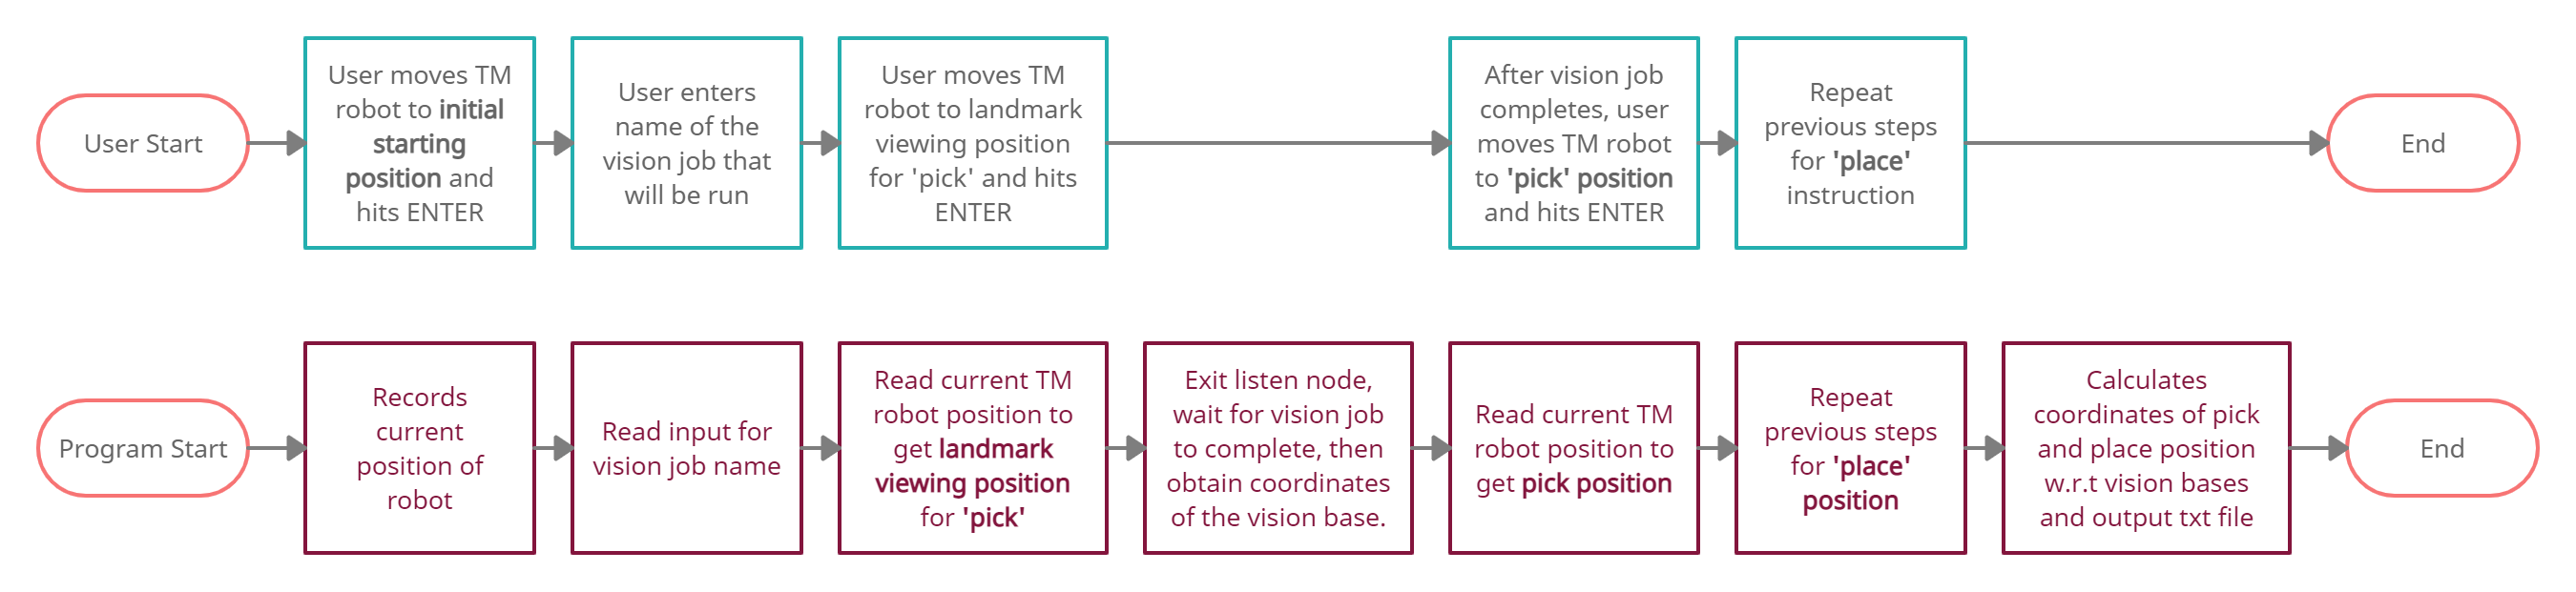 User Start
User moves TM
robot to initial
starting
position and
hits ENTER
User enters
name of the
vision job that
will be run
User moves TM
robot to landmark
viewing position
for 'pick' and hits
ENTER
After vision job
completes, user
moves TM robot
to 'pick' position
and hits ENTER
Repeat
previous steps
for 'place'
instruction
End
Program Start
Records
current
position of
robot
Read input for
vision job name
Read current TM
robot position to
get landmark
viewing position
for 'pick'
Exit listen node,
wait for vision job
to complete, then
obtain coordinates
of the vision base.
Read current TM
robot position to
get pick position
Repeat
previous steps
for 'place'
position
Calculates
coordinates of pick
and place position
w.r.t vision bases
and output txt file
End